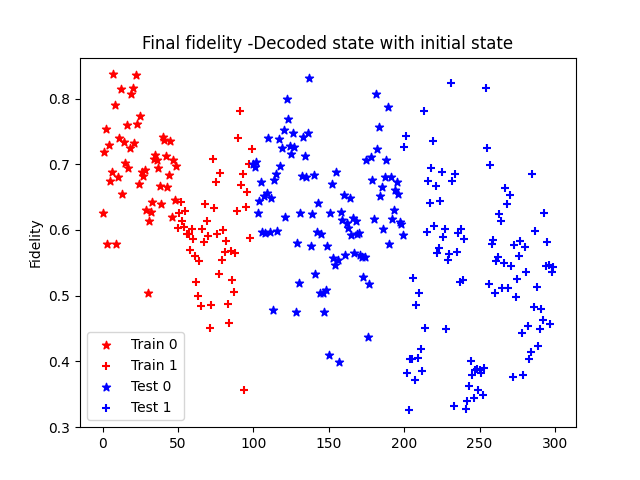 Final fidelity -Decoded state with initial state
Fidelity
0.8
0.7
0.6
0.5
0.4
0.3
Train 0
Train 1
Test 0
Test 1
0 50 100 150 200 250 300